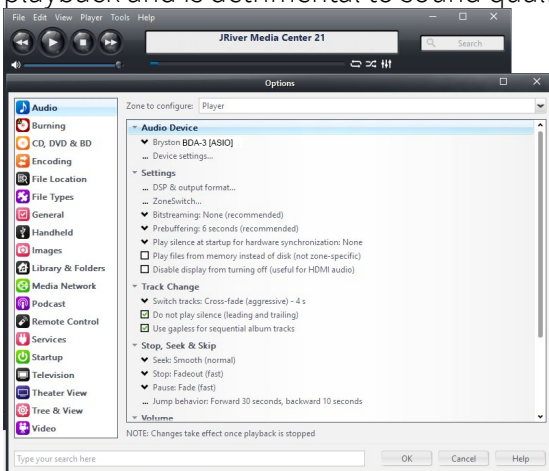 playback and is detrimental to sound qual
File Edit View Player Tools Help
JRiver Media Center 21
Search
Options
Audio
Burning
CD, DVD & BD
Encoding
File Location
File Types
General
Handheld
Images
Library & Folders
Media Network
Podcast
Remote Control
Services
Startup
Television
Theater View
Tree & View
Video
Zone to configure: Player
Audio Device
Bryston BDA-3 [ASIO]
... Device settings...
Settings
... DSP & output format...
... ZoneSwitch...
Bitstreaming: None (recommended)
Prebuffering: 6 seconds (recommended)
Play silence at startup for hardware synchronization: None
Play files from memory instead of disk (not zone-specific)
Disable display from turning off (useful for HDMI audio)
Track Change
Switch tracks: Cross-fade (aggressive) - 4 s
Do not play silence (leading and trailing)
Use gapless for sequential album tracks
Stop, Seek & Skip
Seek: Smooth (normal)
Stop: Fadeout (fast)
Pause: Fade (fast)
... Jump behavior: Forward 30 seconds, backward 10 seconds
Volume
NOTE: Changes take effect once playback is stopped
Type your search here
OK Cancel Help